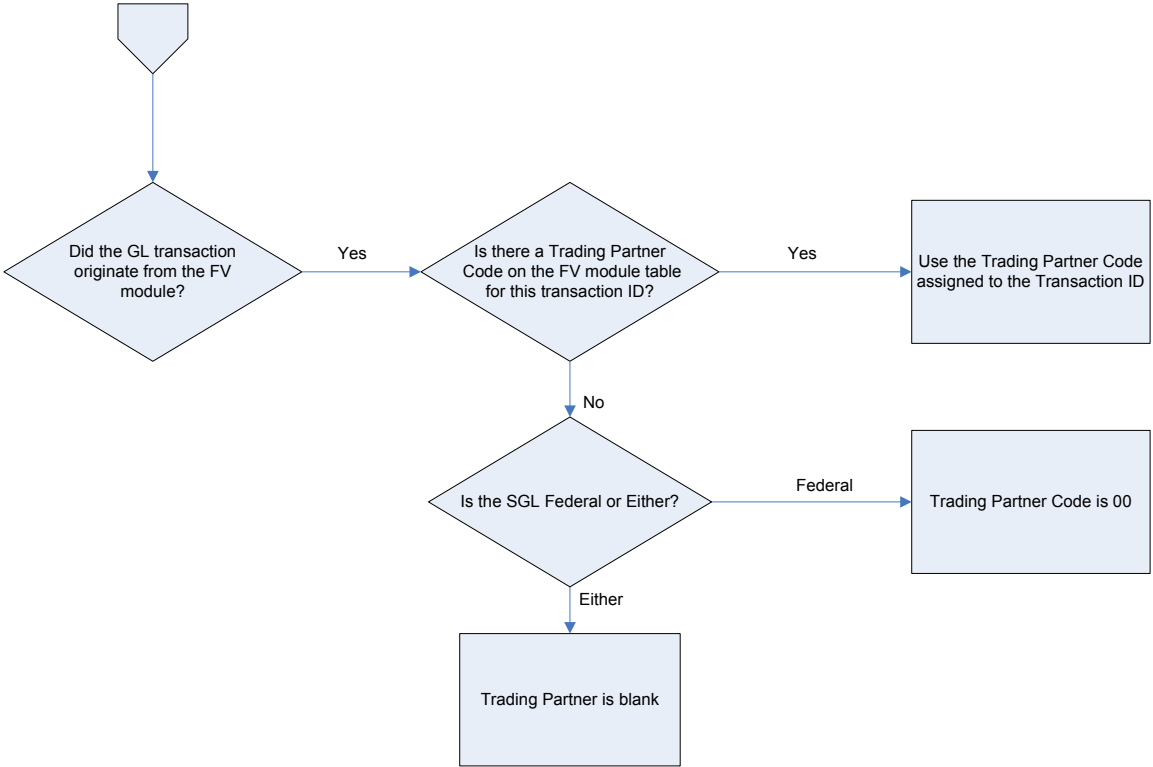 Did the GL transaction
originate from the FV
module?
Yes
Is there a Trading Partner
Code on the FV module table
for this transaction ID?
Yes
Use the Trading Partner Code
assigned to the Transaction ID
No
Is the SGL Federal or Either?
Federal
Trading Partner Code is 00
Either
Trading Partner is blank